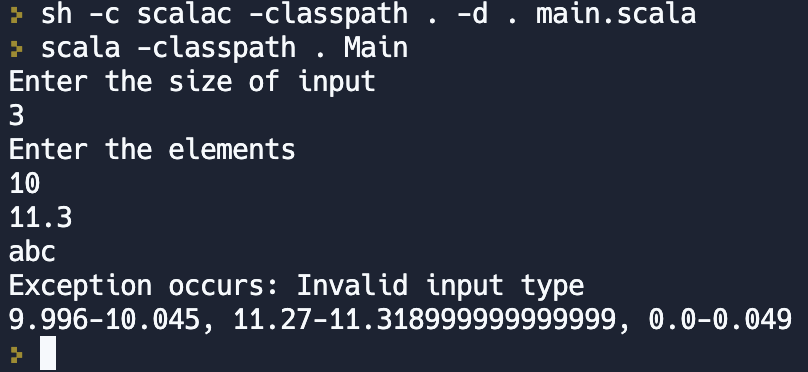 sh -c scalac -classpath . -d . main.scala
scala -classpath . Main
Enter the size of input
3
Enter the elements
10
11.3
abc
Exception occurs: Invalid input type
9.996-10.045, 11.27-11.318999999999999, 0.0-0.049